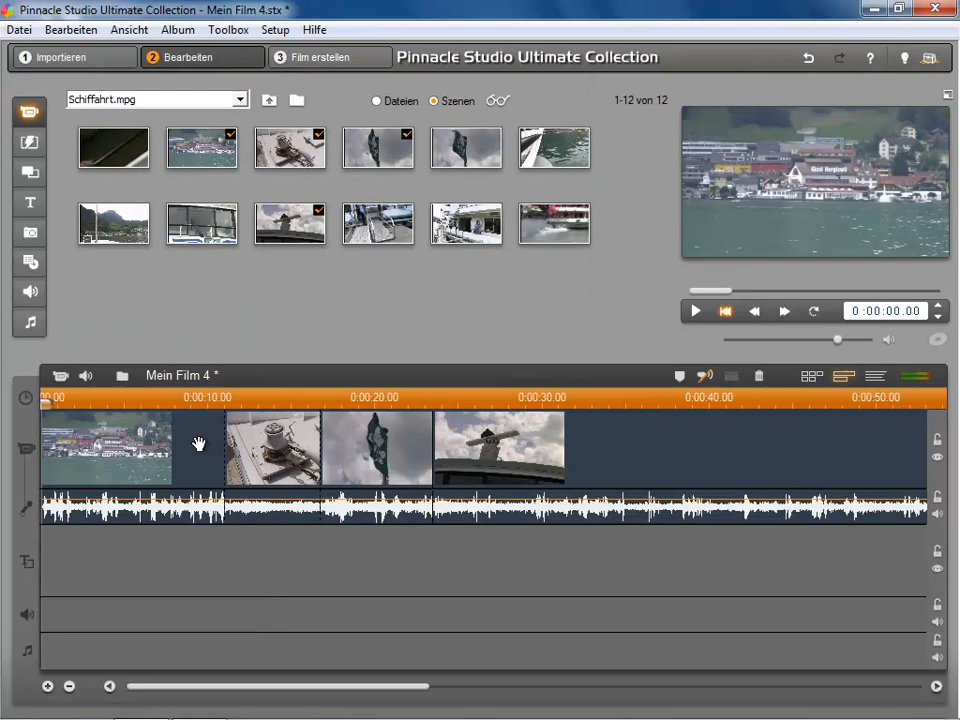 Pinnacle Studio Ultimate Collection - Mein Film 4.stx *
Datei Bearbeiten Ansicht Album Toolbox Setup Hilfe
1 Importieren 2 Bearbeiten 3 Film erstellen Pinnacle Studio Ultimate Collection ?
Schiffahrt.mpg Dateien Szenen 1-12 von 12
T
0:00:00.00
Mein Film 4 *
00.00 0:00:10.00 0:00:20.00 0:00:30.00 0:00:40.00 0:00:50.00